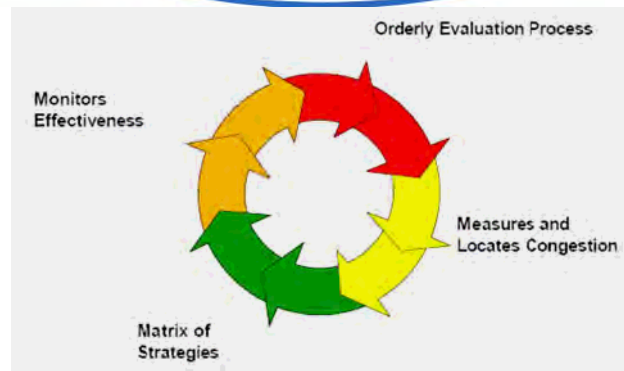 Orderly Evaluation Process
Monitors
Effectiveness
Measures and
Locates Congestion
Matrix of
Strategies